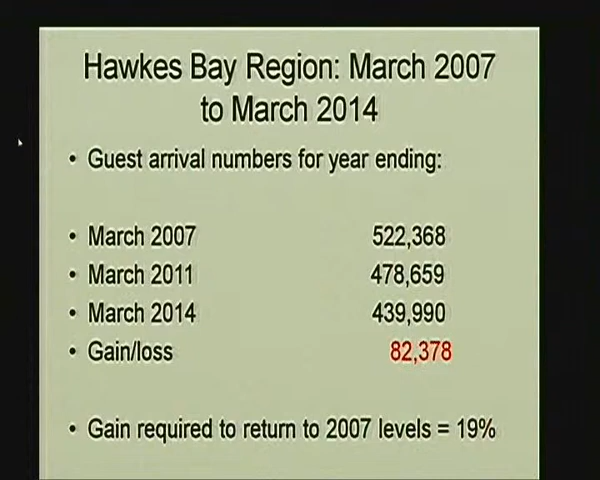 Hawkes Bay Region: March 2007
to March 2014
• Guest arrival numbers for year ending:
• March 2007 522,368
• March 2011 478,659
• March 2014 439,990
• Gain/loss 82,378
• Gain required to return to 2007 levels = 19%